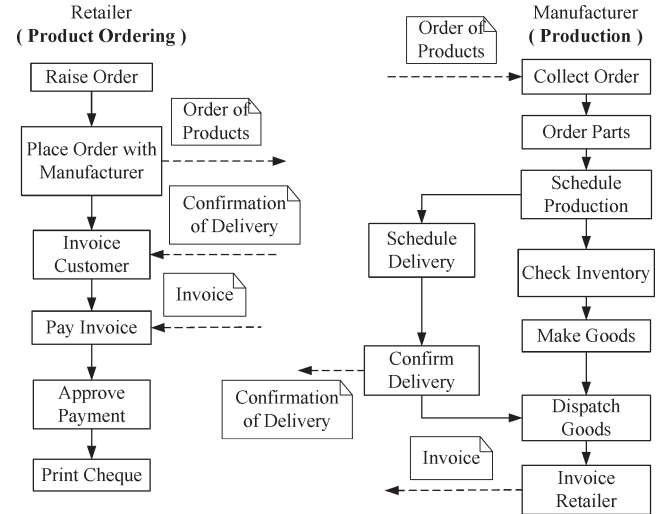 Retailer
( Product Ordering )
Raise Order
Order of
Products
Place Order with
Manufacturer
Confirmation
of Delivery
Invoice
Customer
Invoice
Pay Invoice
Approve
Payment
Print Cheque
Manufacturer
( Production )
Order of
Products
Collect Order
Order Parts
Schedule
Production
Schedule
Delivery
Check Inventory
Make Goods
Confirm
Delivery
Confirmation
of Delivery
Dispatch
Goods
Invoice
Invoice
Retailer